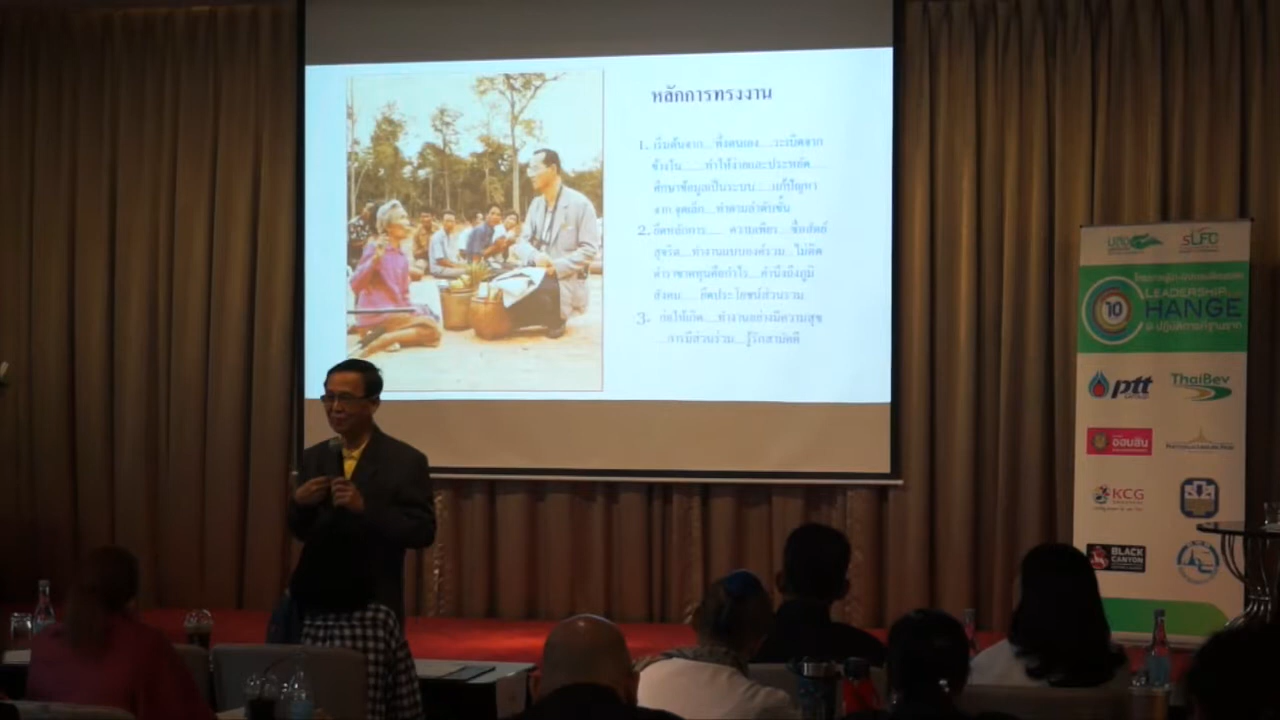 หลักการทรงงาน
1. เริ่มต้นจาก...พึ่งตนเอง....ระเบิดจาก
ข้างใน.......ทำให้ง่ายและประหยัด.....
ศึกษาข้อมูลเป็นระบบ.....แก้ปัญหา
จาก จุดเล็ก....ทำตามลำดับขั้น
2. ยึดหลักการ..... ความเพียร...ซื่อสัตย์
สุจริต....ทำงานแบบองค์รวม...ไม่ติด
ตำราขาดทุนคือกำไร....คำนึงถึงภูมิ
สังคม..... ยึดประโยชน์ส่วนรวม
3. ก่อให้เกิด....ทำงานอย่างมีความสุข
....การมีส่วนร่วม....รู้รักสามัคคี
SLFC
LEADERSHIP
10
HANGE
ptt
ThaiBev
ออมสิน
KCG
BLACK
CANYON